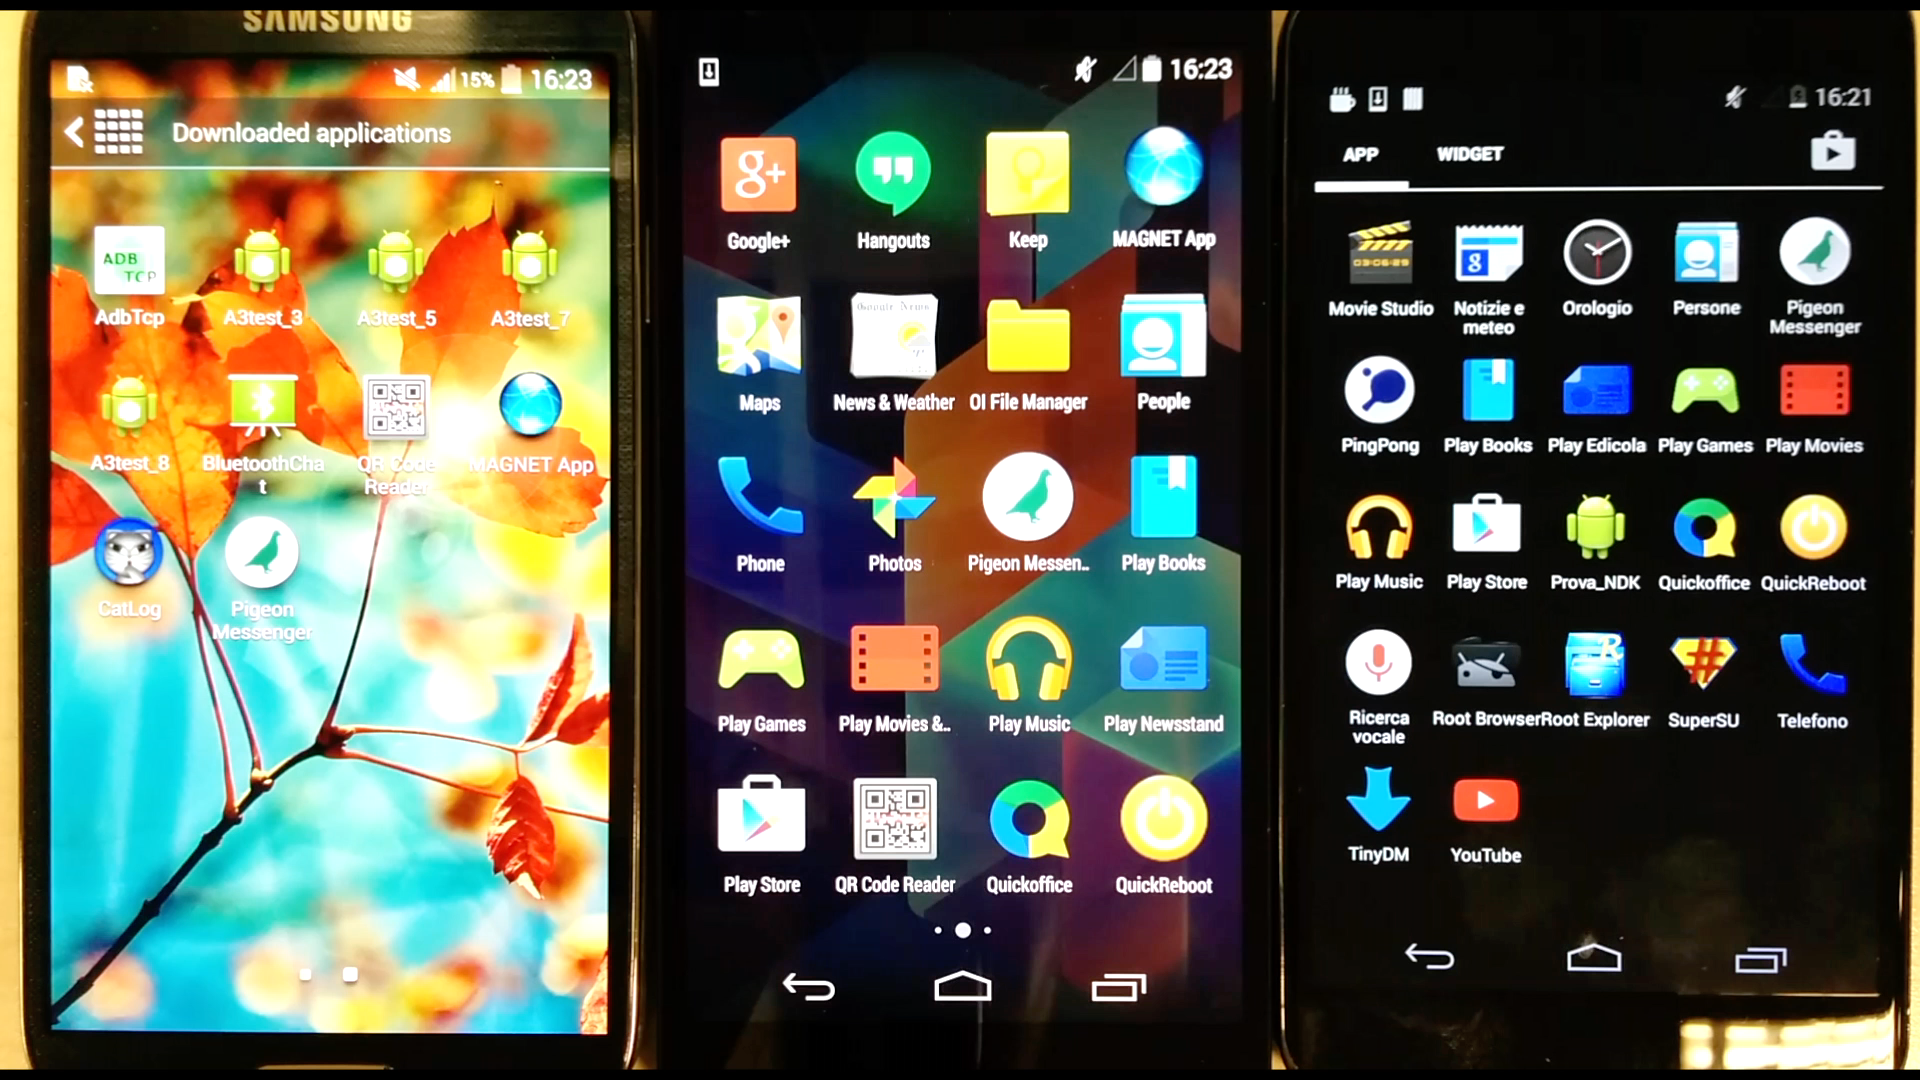 SAMSUNG
15% 16:23
Downloaded applications
ADB
TCP
AdbTcp A3test_3 A3test_5 A3test_7
A3test_8 BluetoothCha
t
QR Code
Reader
MAGNET App
CatLog Pigeon
Messenger
16:23
g+
Google+ Hangouts Keep MAGNET App
Google News
Maps News & Weather OI File Manager People
Phone Photos Pigeon Messen.. Play Books
Play Games Play Movies &.. Play Music Play Newsstand
Play Store QR Code Reader Quickoffice QuickReboot
16:21
APP WIDGET
g
Movie Studio Notizie e
meteo
Orologio Persone Pigeon
Messenger
PingPong Play Books Play Edicola Play Games Play Movies
Play Music Play Store Prova_NDK Quickoffice QuickReboot
R
Ricerca
vocale
Root Browser Root Explorer SuperSU Telefono
TinyDM YouTube